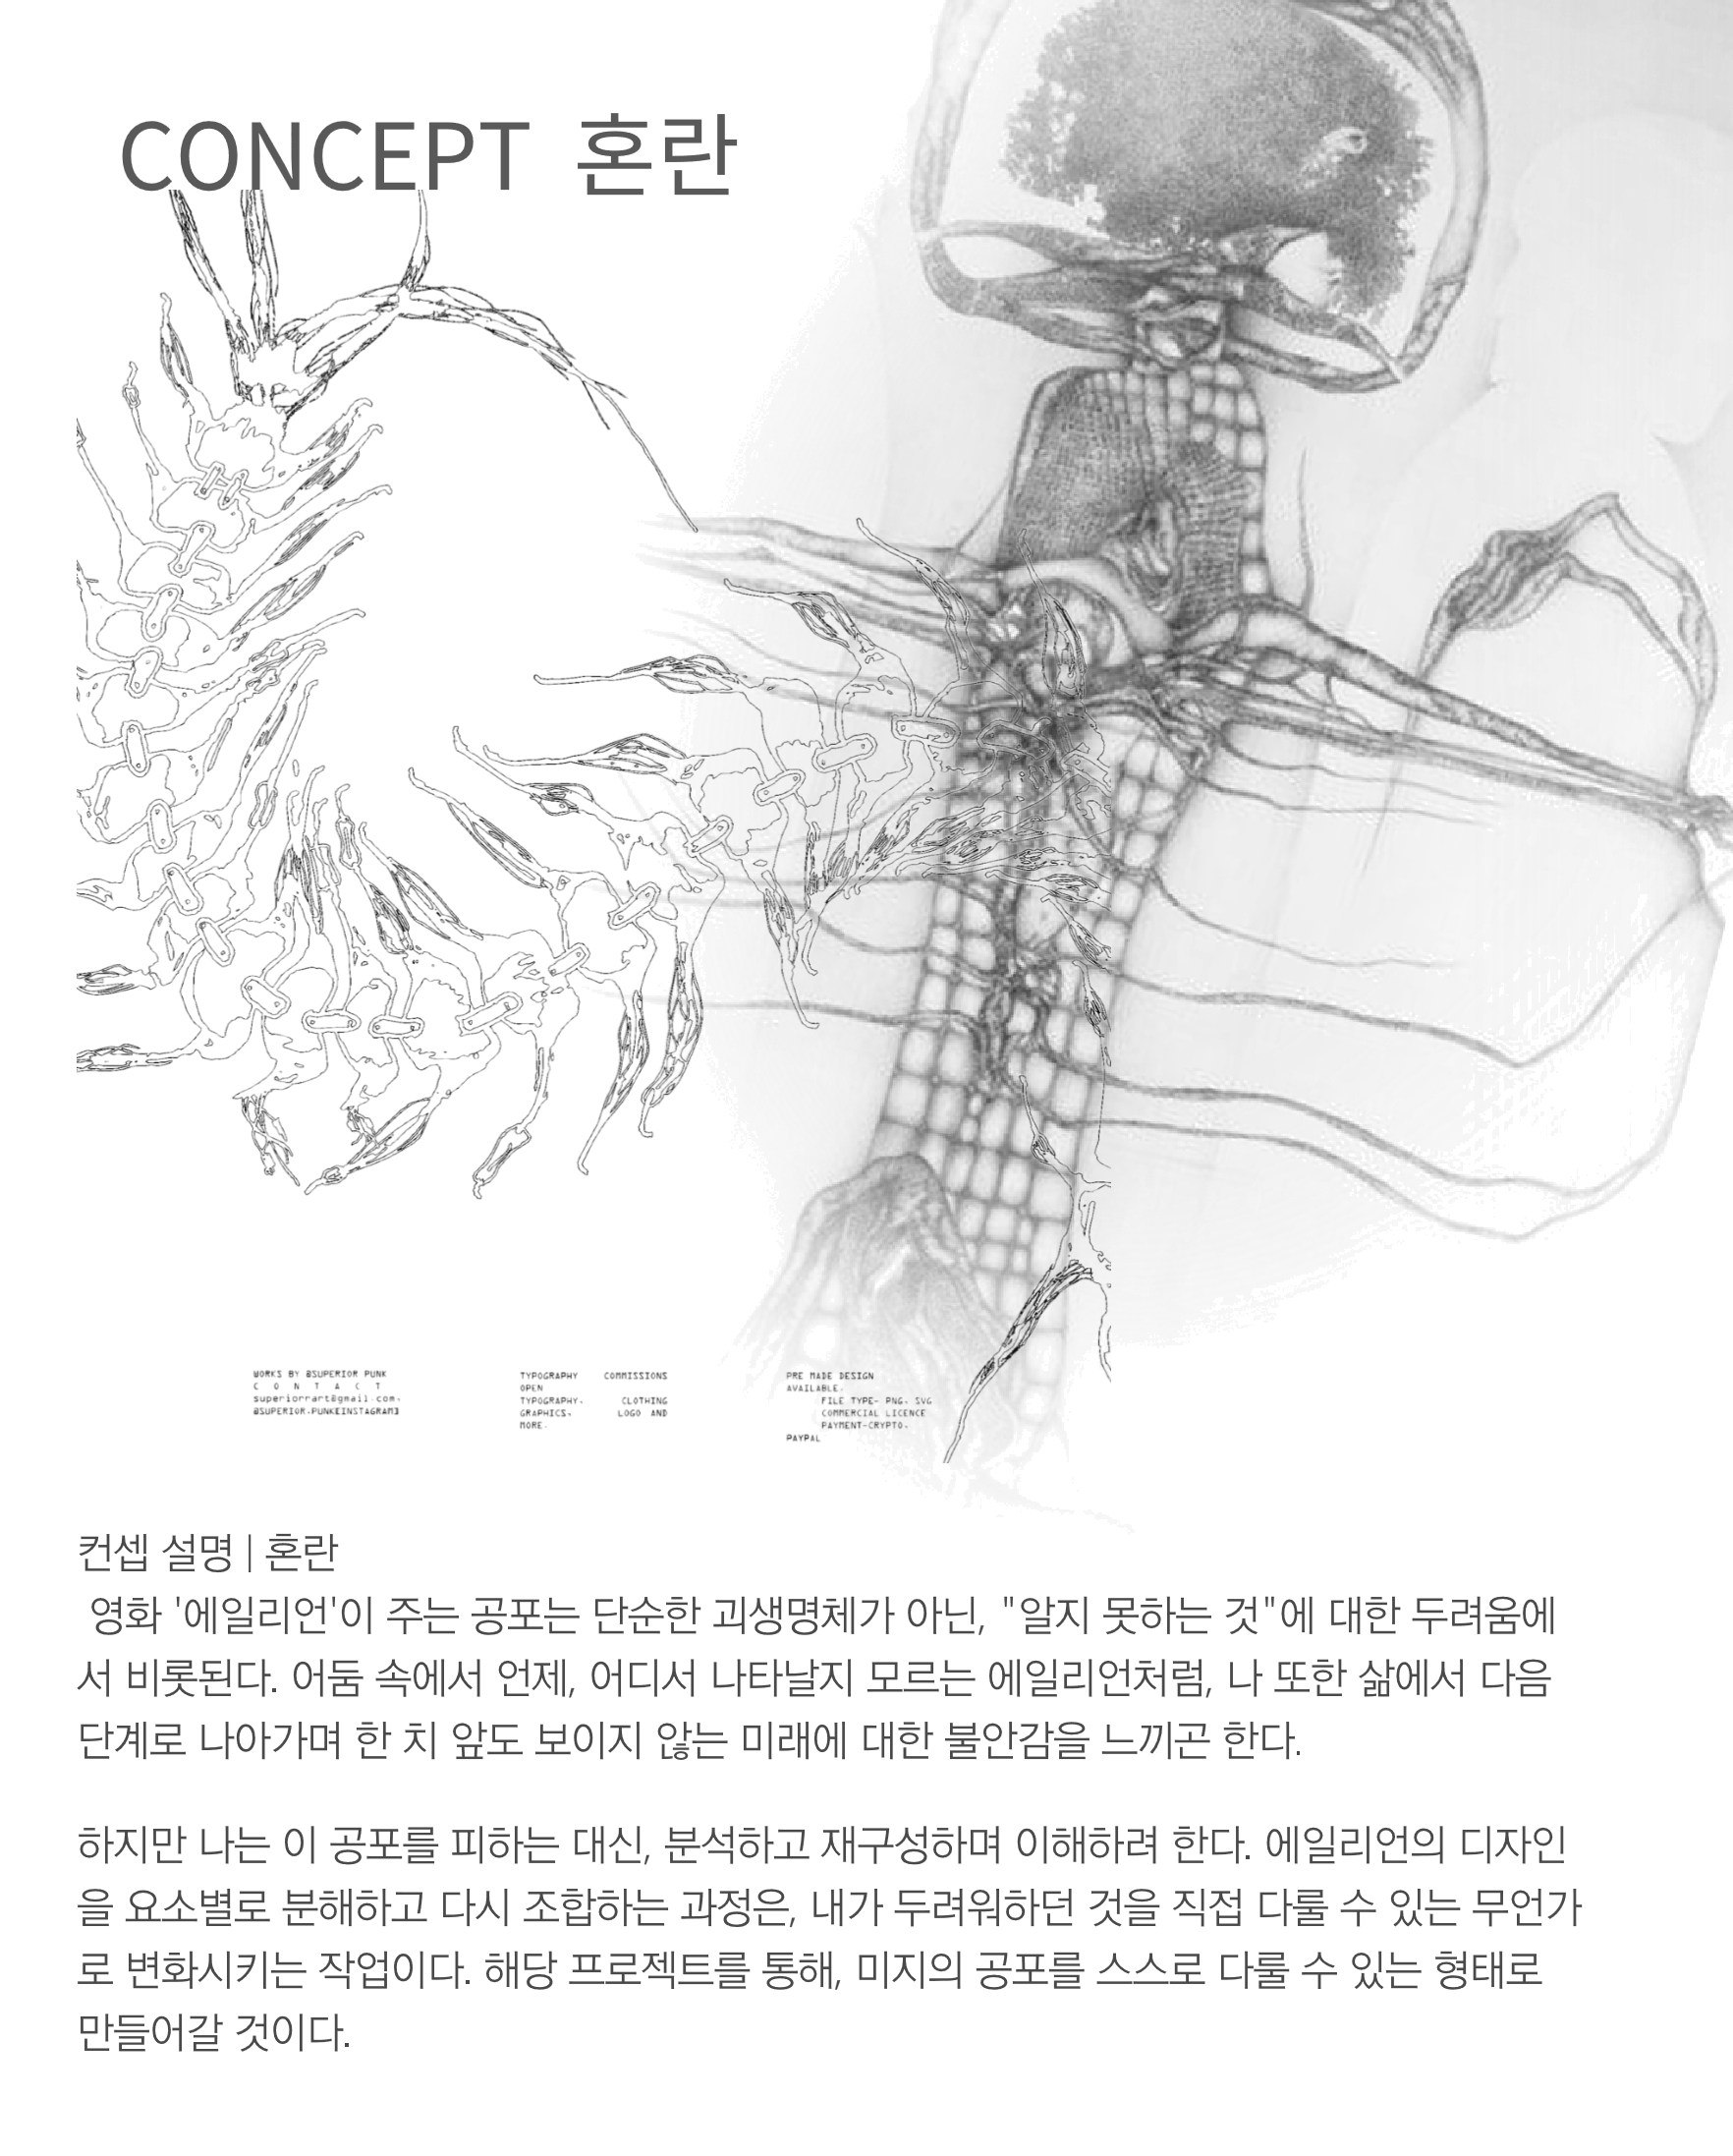 CONCEPT 혼란
WORKS BY @SUPERIOR PUNK
C O N T A C T
superiorrart@gmail.com.
@SUPERIOR.PUNK[INSTAGRAM]
TYPOGRAPHY COMMISSIONS
OPEN
TYPOGRAPHY. CLOTHING
GRAPHICS. LOGO AND
MORE.
PRE MADE DESIGN
AVAILABLE.
FILE TYPE- PNG. SVG
COMMERCIAL LICENCE
PAYMENT-CRYPTO.
PAYPAL
컨셉 설명 | 혼란
영화 '에일리언'이 주는 공포는 단순한 괴생명체가 아닌, "알지 못하는 것"에 대한 두려움에
서 비롯된다. 어둠 속에서 언제, 어디서 나타날지 모르는 에일리언처럼, 나 또한 삶에서 다음
단계로 나아가며 한 치 앞도 보이지 않는 미래에 대한 불안감을 느끼곤 한다.
하지만 나는 이 공포를 피하는 대신, 분석하고 재구성하며 이해하려 한다. 에일리언의 디자인
을 요소별로 분해하고 다시 조합하는 과정은, 내가 두려워하던 것을 직접 다룰 수 있는 무언가
로 변화시키는 작업이다. 해당 프로젝트를 통해, 미지의 공포를 스스로 다룰 수 있는 형태로
만들어갈 것이다.